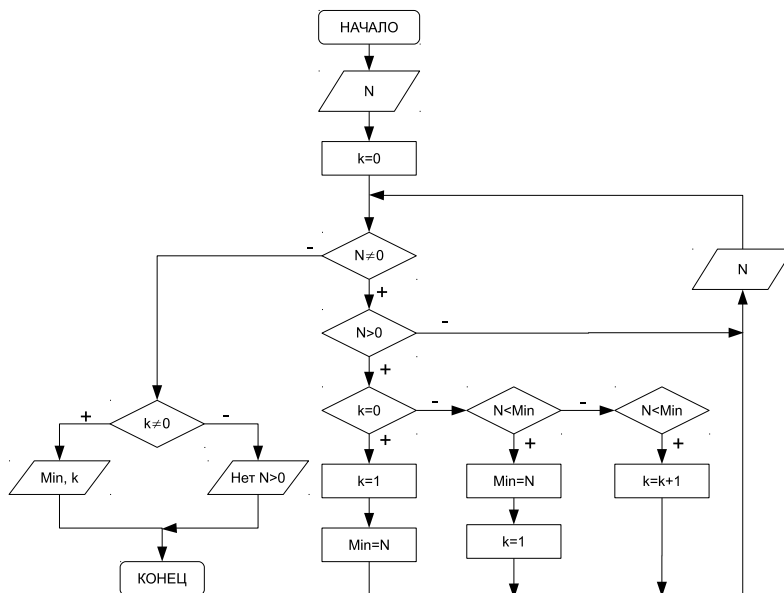 НАЧАЛО
N
k=0
N≠0
-
+
N
N>0
-
+
k=0
-
N<Min
-
N<Min
+
+
+
k≠0
+
-
Min, k
Нет N>0
k=1
Min=N
k=k+1
Min=N
k=1
КОНЕЦ